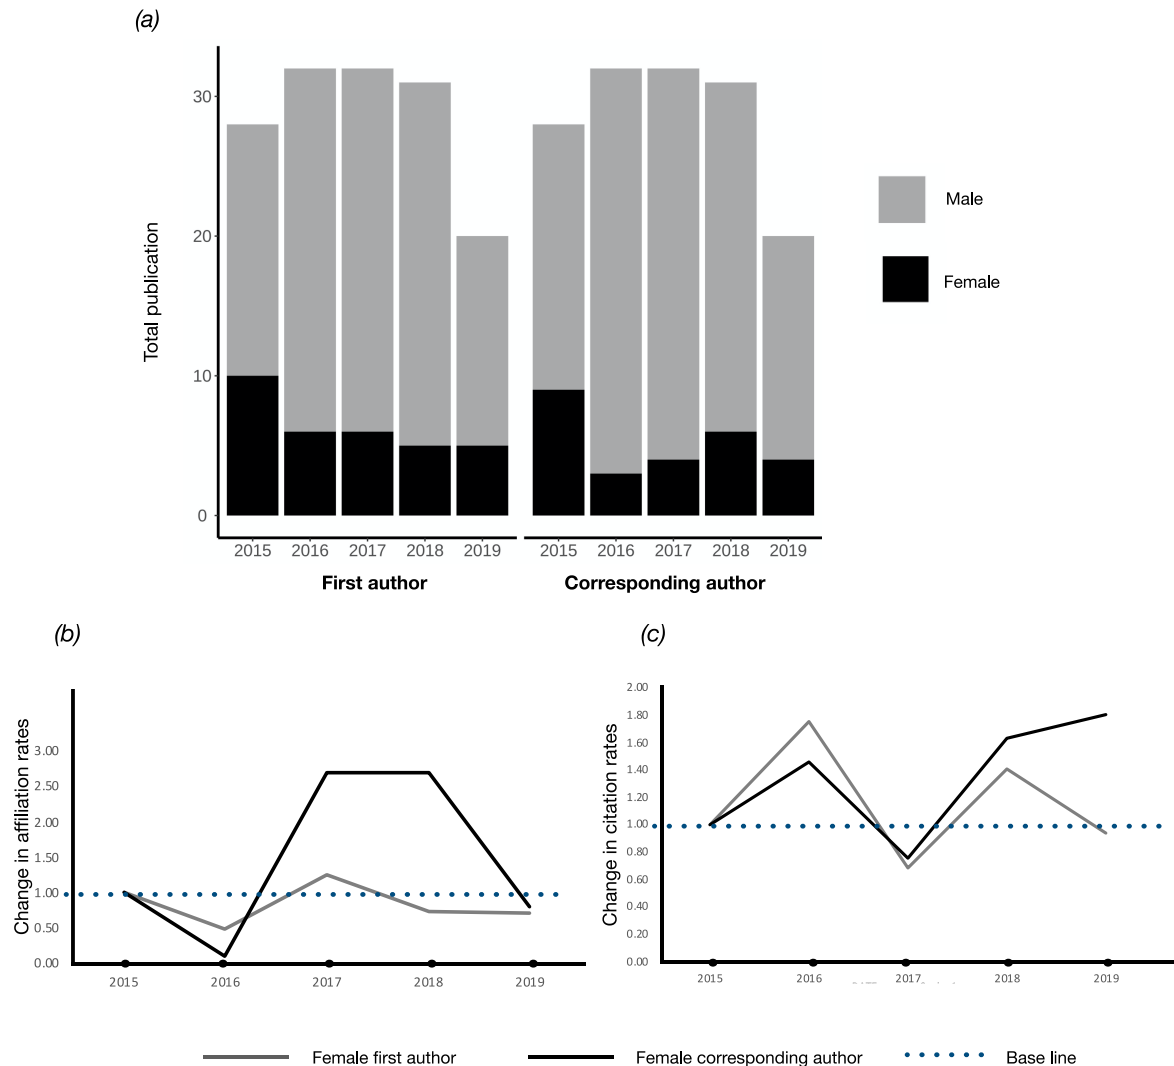 (a)
Total publication
30
20
10
0
2015 2016 2017 2018 2019 2015 2016 2017 2018 2019
First author Corresponding author
Male
Female
(b)
Change in affiliation rates
3.00
2.50
2.00
1.50
1.00
0.50
0.00
2015 2016 2017 2018 2019
(c)
Change in citation rates
2.00
1.80
1.60
1.40
1.20
1.00
0.80
0.60
0.40
0.20
0.00
2015 2016 2017 2018 2019
Female first author Female corresponding author Base line